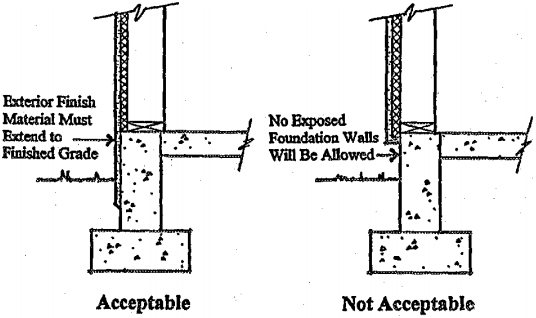 Exterior Finish
Material Must
Extend to
Finished Grade
No Exposed
Foundation Walls
Will Be Allowed
Acceptable
Not Acceptable